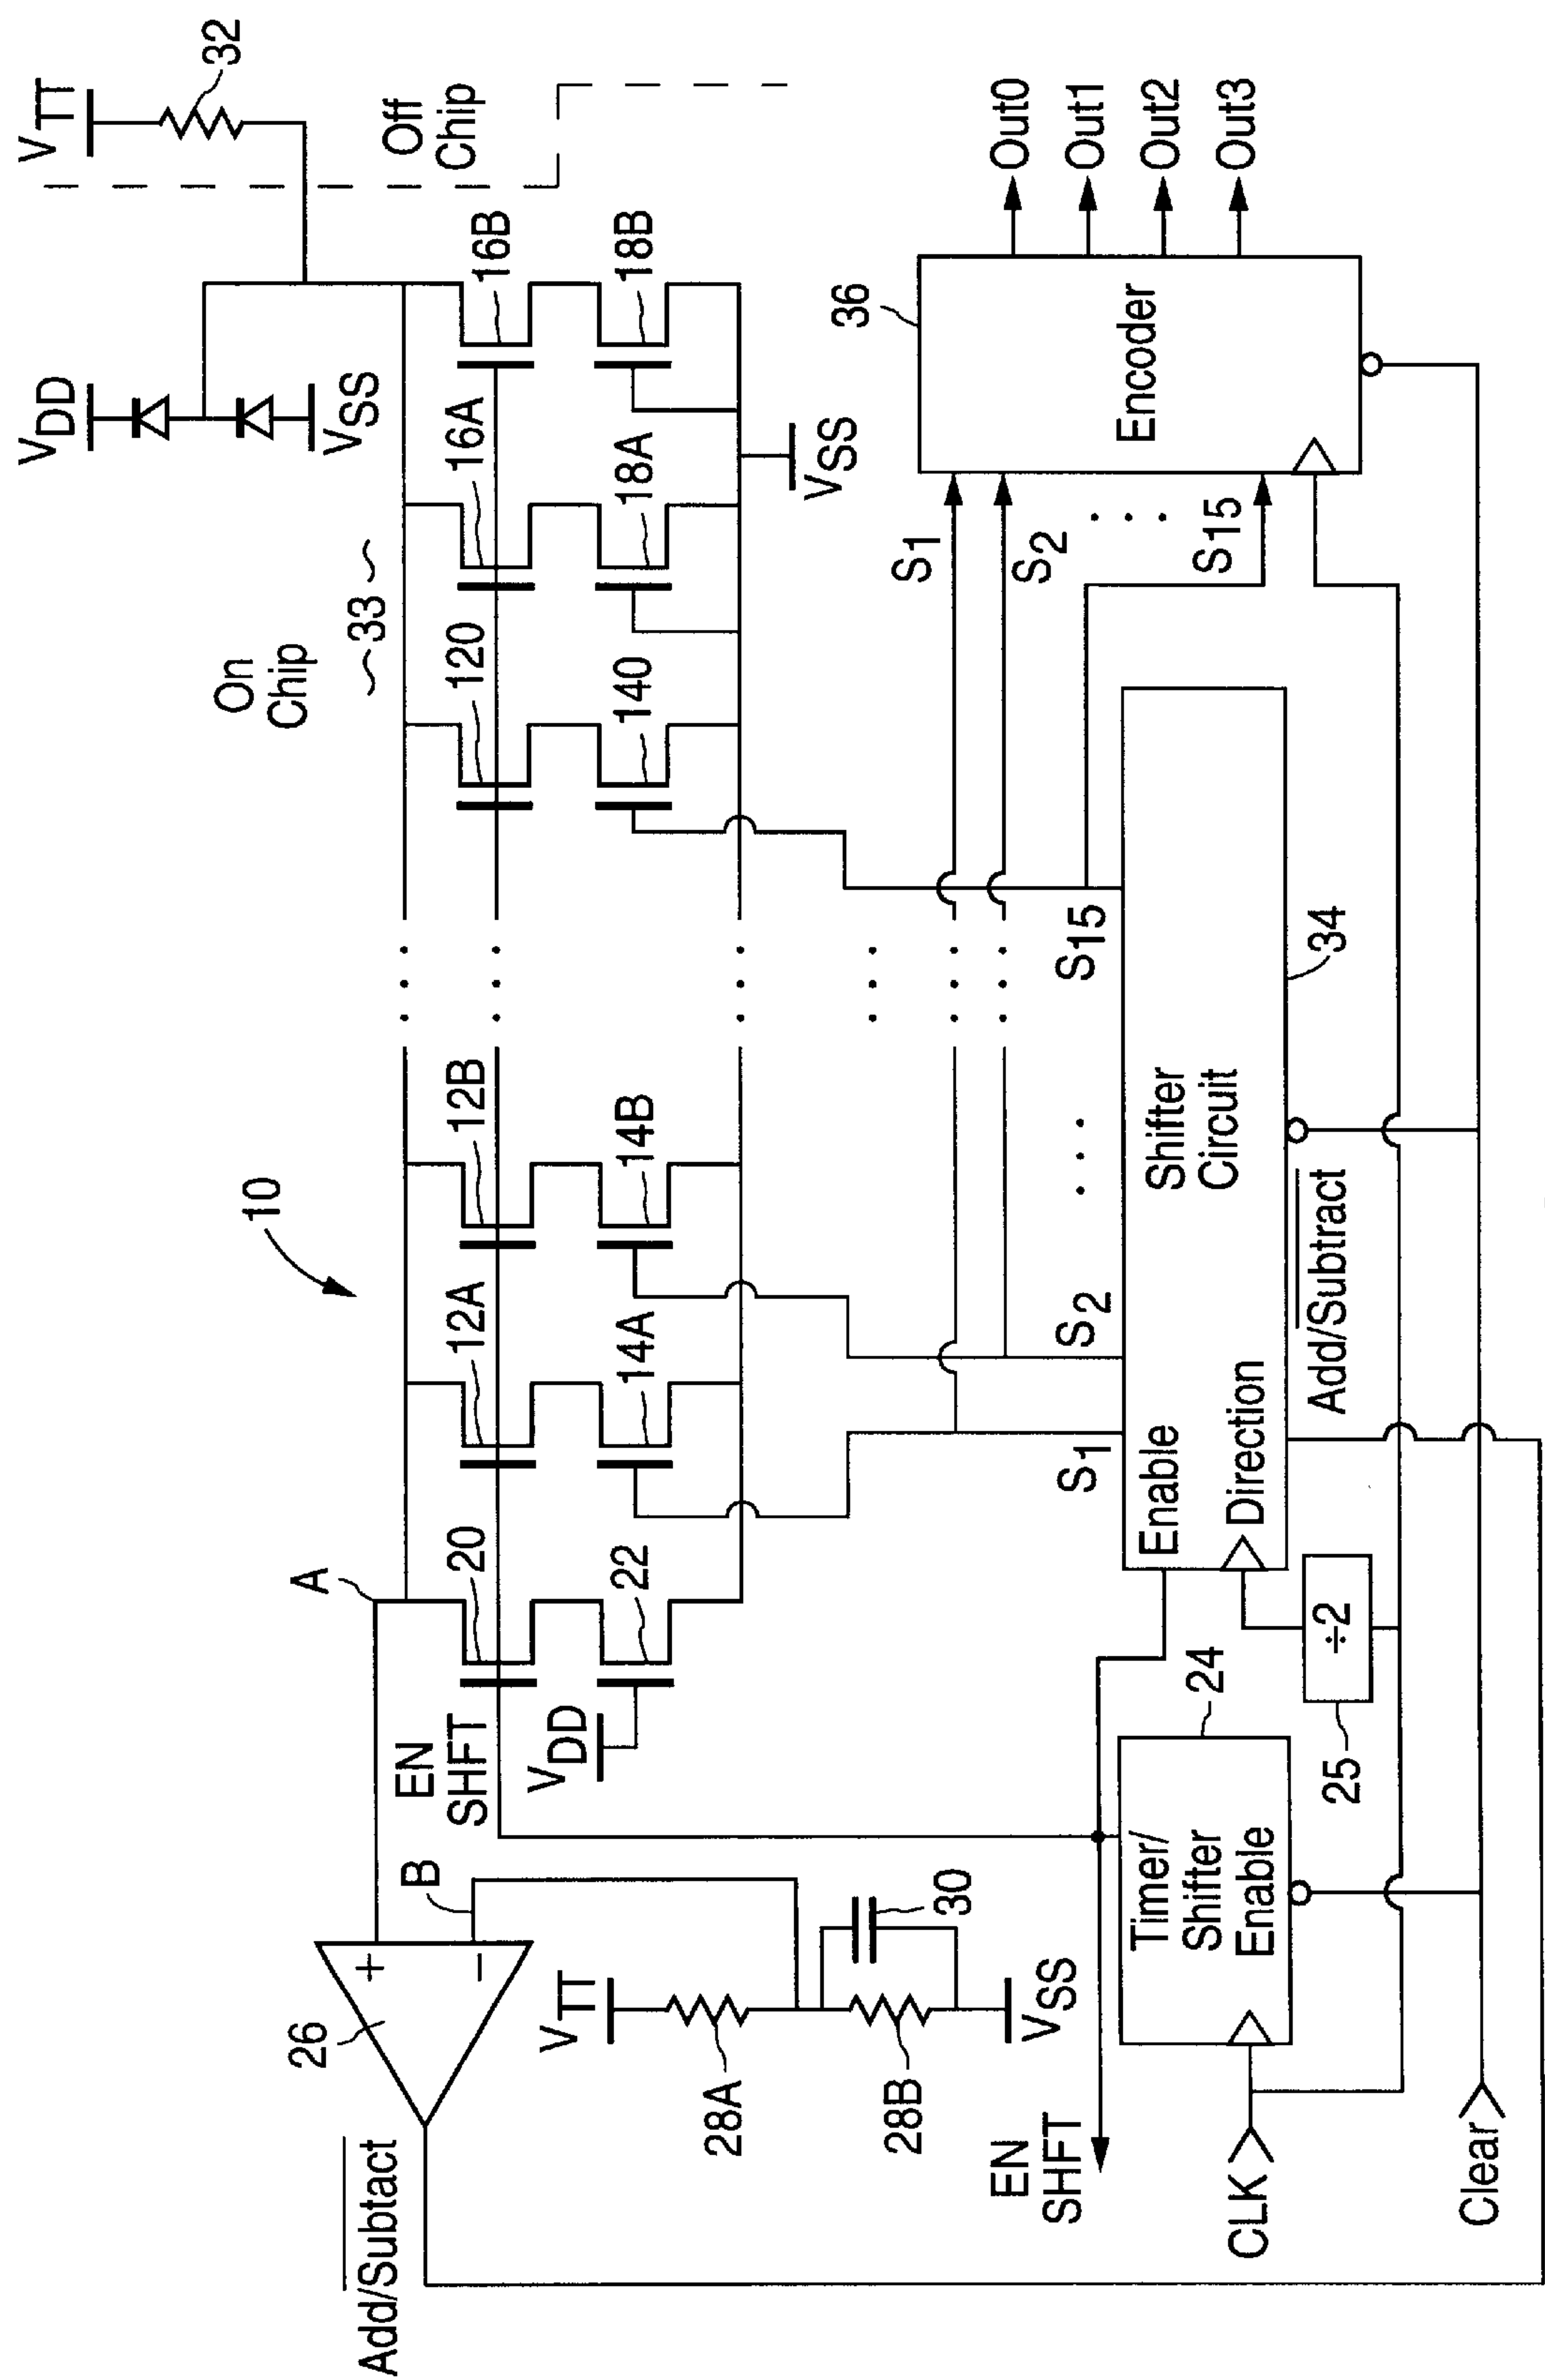 10
On
Chip
33
Off
Chip
VTT
32
VDD
VSS
A
26
+
−
B
Add/Subtact
EN
SHFT
20
12A
12B
120
16A
16B
VDD
22
14A
14B
140
18A
18B
VSS
VTT
28A
28B
30
VSS
EN
SHFT
S1
S2
S15
S1
S2
S15
36
Encoder
Out0
Out1
Out2
Out3
Timer/
Shifter
Enable
24
Enable
Direction
Shifter
Circuit
34
÷2
25
Add/Subtract
CLK
Clear